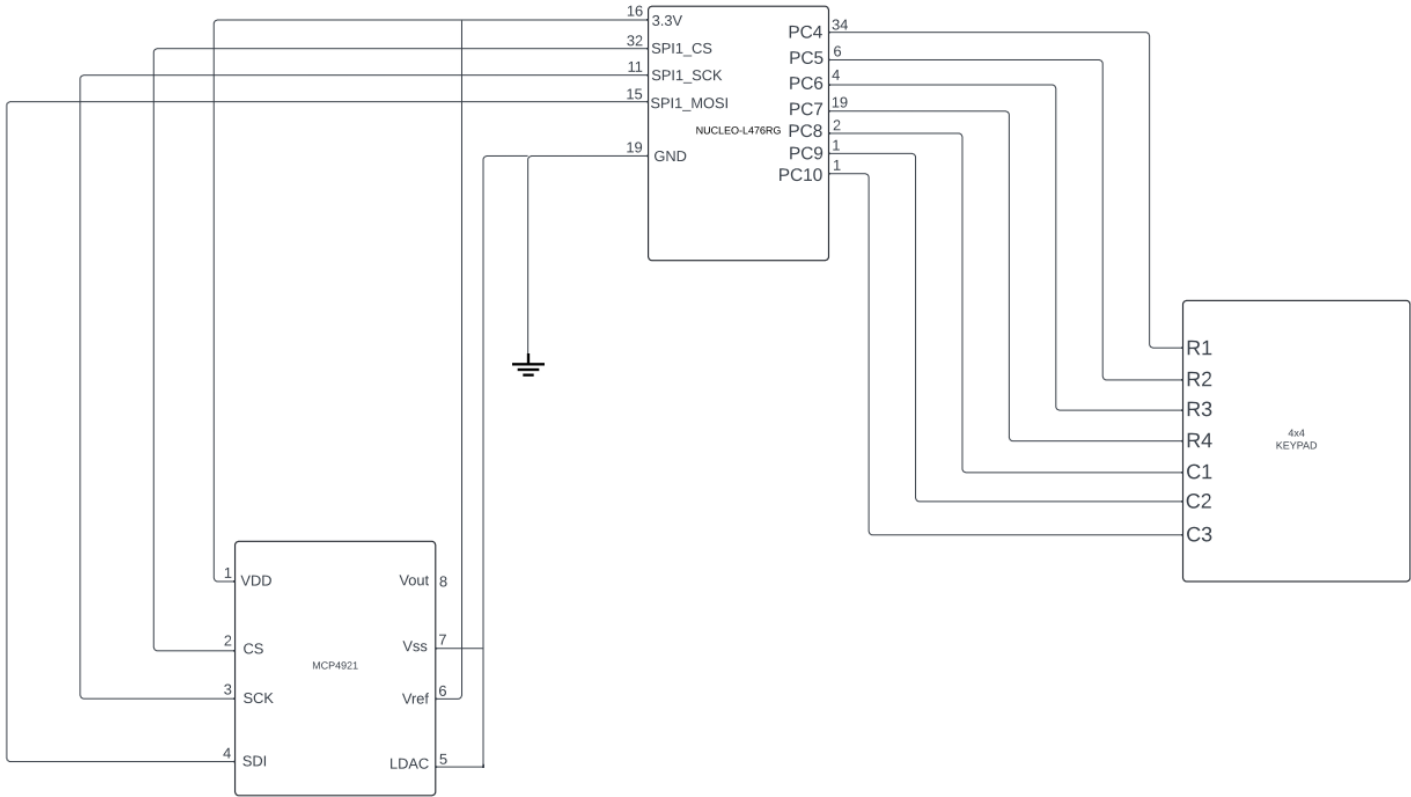 16
3.3V
32
SPI1_CS
11
SPI1_SCK
15
SPI1_MOSI
19
GND
NUCLEO-L476RG
PC4
34
PC5
6
PC6
4
PC7
19
PC8
2
PC9
1
PC10
1
R1
R2
R3
R4
C1
C2
C3
4x4
KEYPAD
1
VDD
2
CS
3
SCK
4
SDI
MCP4921
Vout
8
Vss
7
Vref
6
LDAC
5